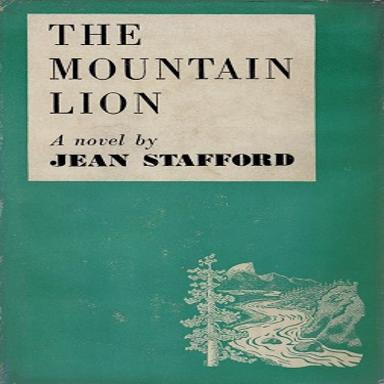 THE
MOUNTAIN
LION
A novel by
JEAN STAFFORD